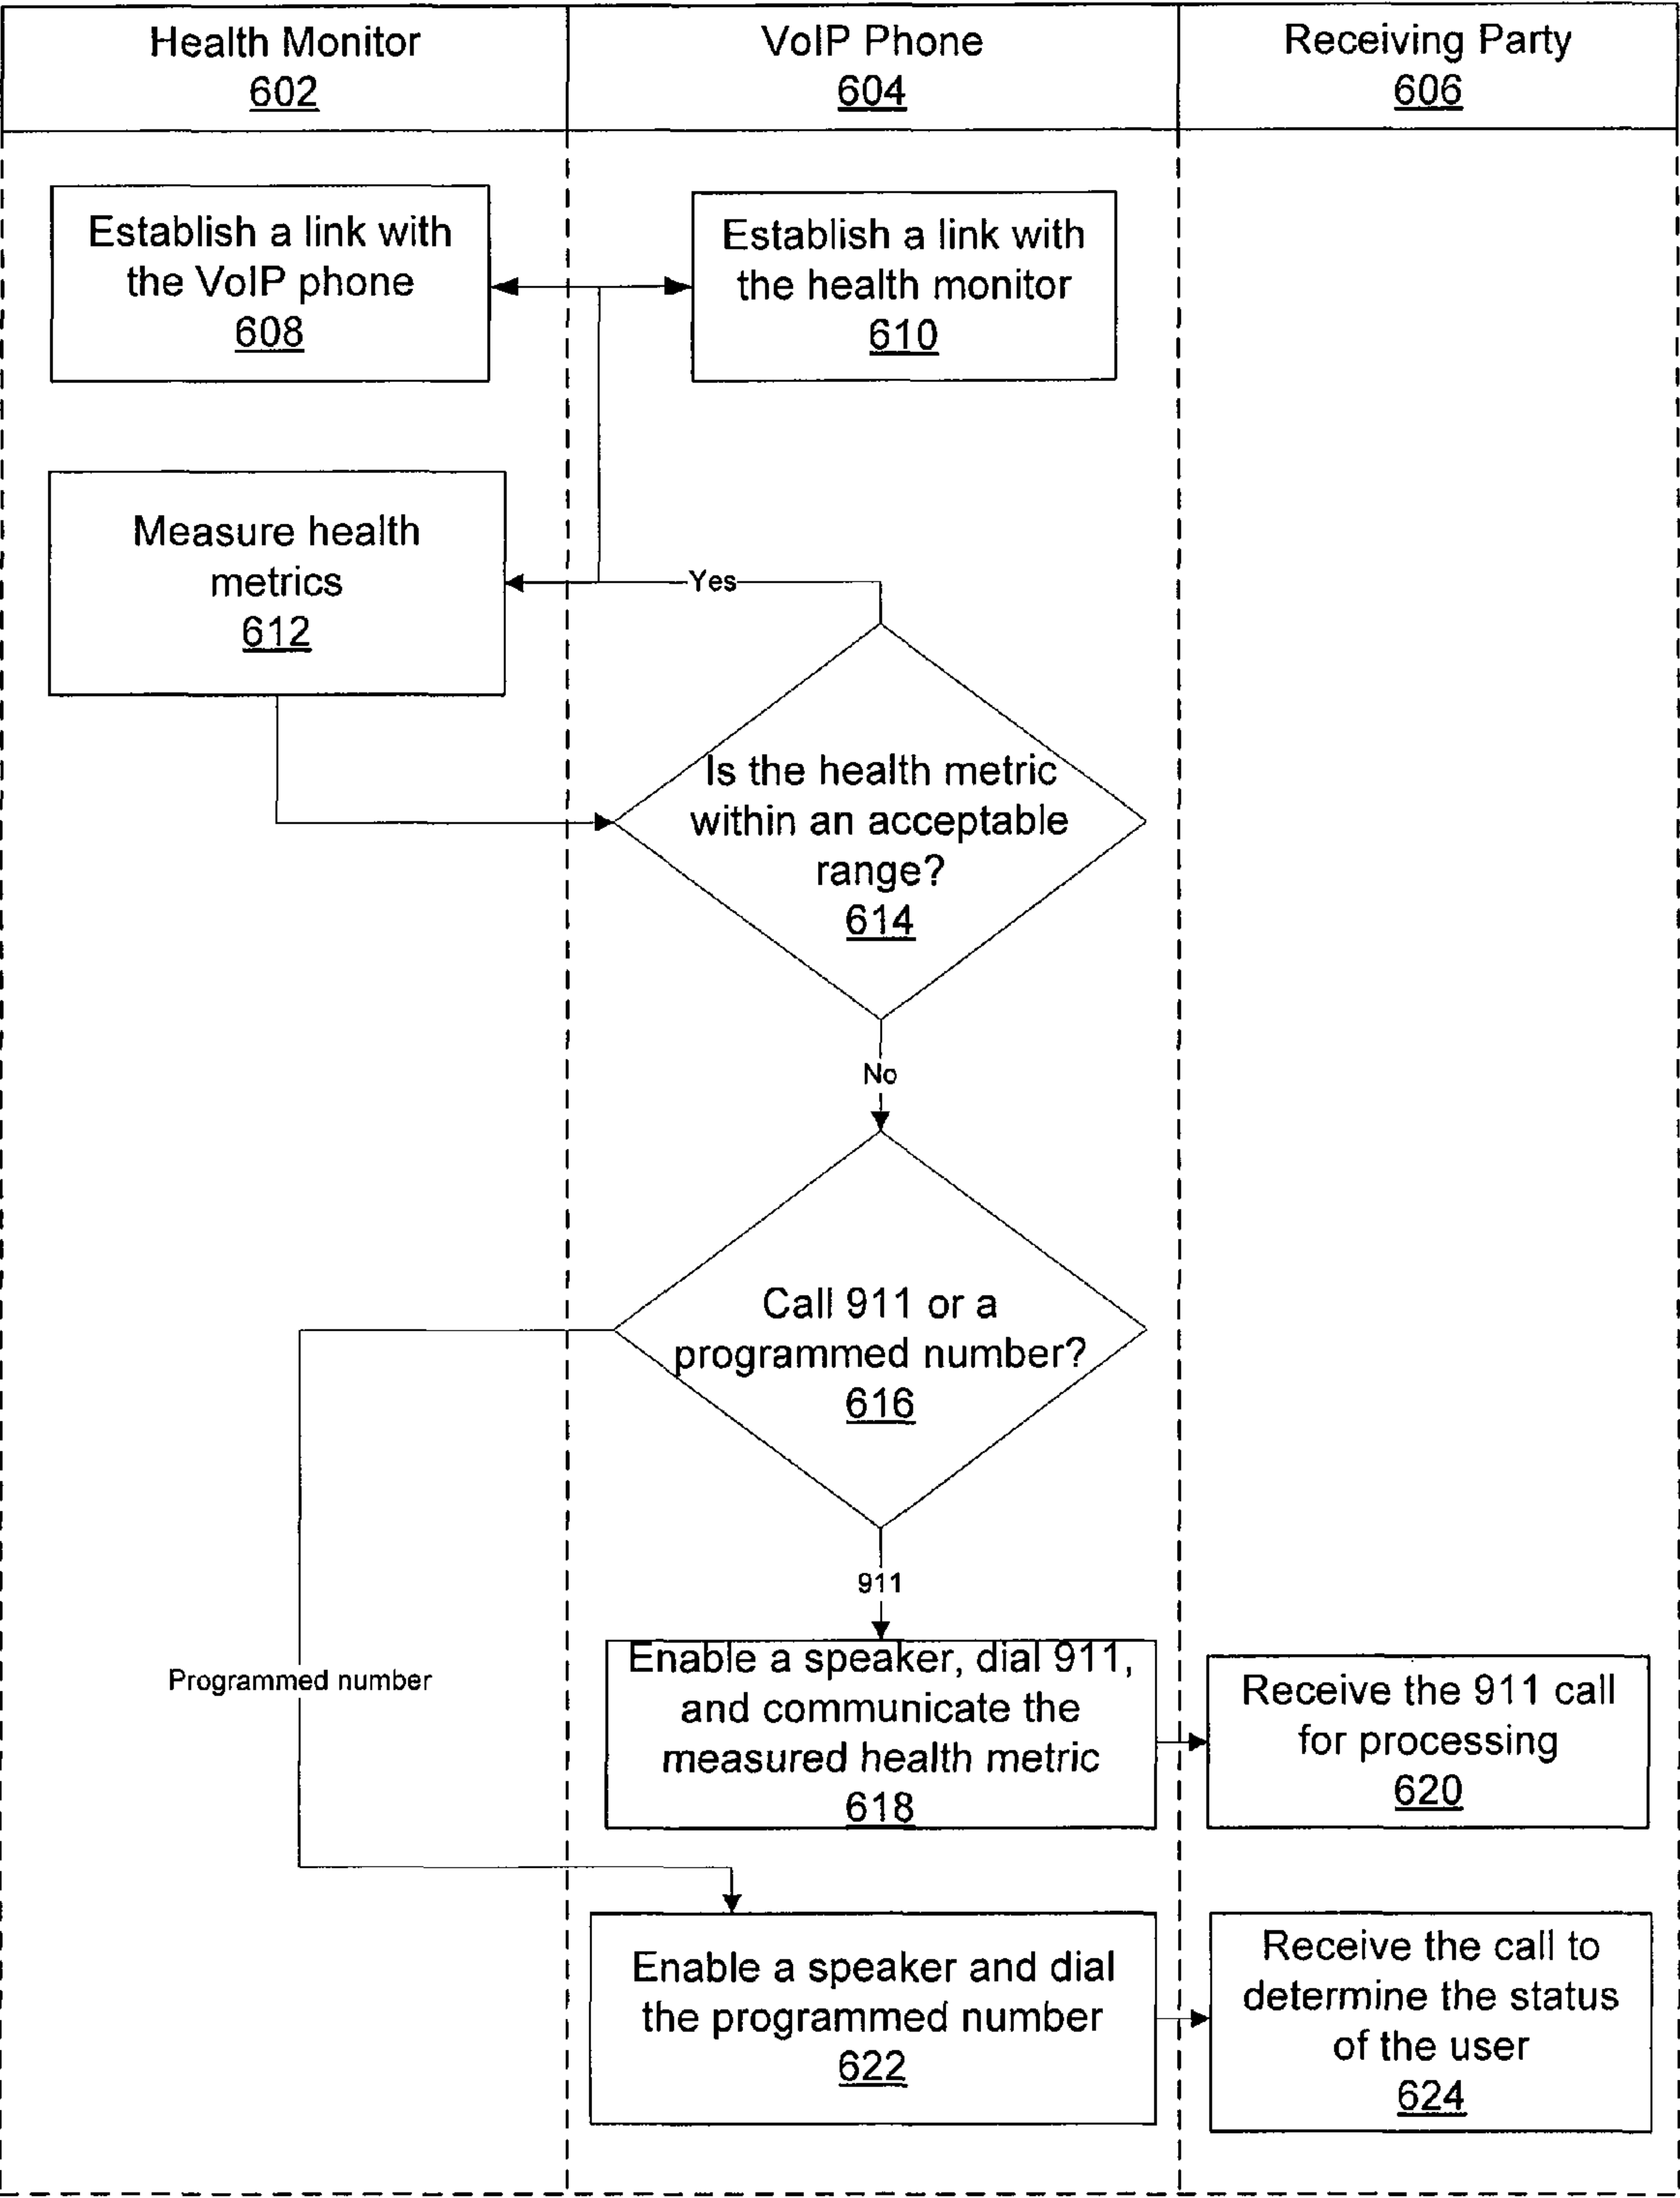 Health Monitor
602
VoIP Phone
604
Receiving Party
606
Establish a link with
the VoIP phone
608
Establish a link with
the health monitor
610
Measure health
metrics
612
Yes
Is the health metric
within an acceptable
range?
614
No
Call 911 or a
programmed number?
616
911
Programmed number
Enable a speaker, dial 911,
and communicate the
measured health metric
618
Receive the 911 call
for processing
620
Enable a speaker and dial
the programmed number
622
Receive the call to
determine the status
of the user
624